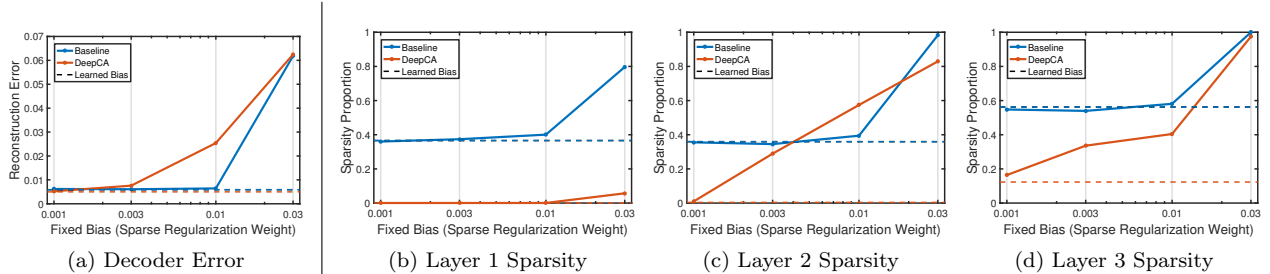 0.07
0.06
0.05
0.04
0.03
0.02
0.01
0
Reconstruction Error
Baseline
DeepCA
Learned Bias
0.001
0.003
0.01
0.03
Fixed Bias (Sparse Regularization Weight)
(a) Decoder Error
1
0.8
0.6
0.4
0.2
0
Sparsity Proportion
Baseline
DeepCA
Learned Bias
0.001
0.003
0.01
0.03
Fixed Bias (Sparse Regularization Weight)
(b) Layer 1 Sparsity
1
0.8
0.6
0.4
0.2
0
Sparsity Proportion
Baseline
DeepCA
Learned Bias
0.001
0.003
0.01
0.03
Fixed Bias (Sparse Regularization Weight)
(c) Layer 2 Sparsity
1
0.8
0.6
0.4
0.2
0
Sparsity Proportion
Baseline
DeepCA
Learned Bias
0.001
0.003
0.01
0.03
Fixed Bias (Sparse Regularization Weight)
(d) Layer 3 Sparsity